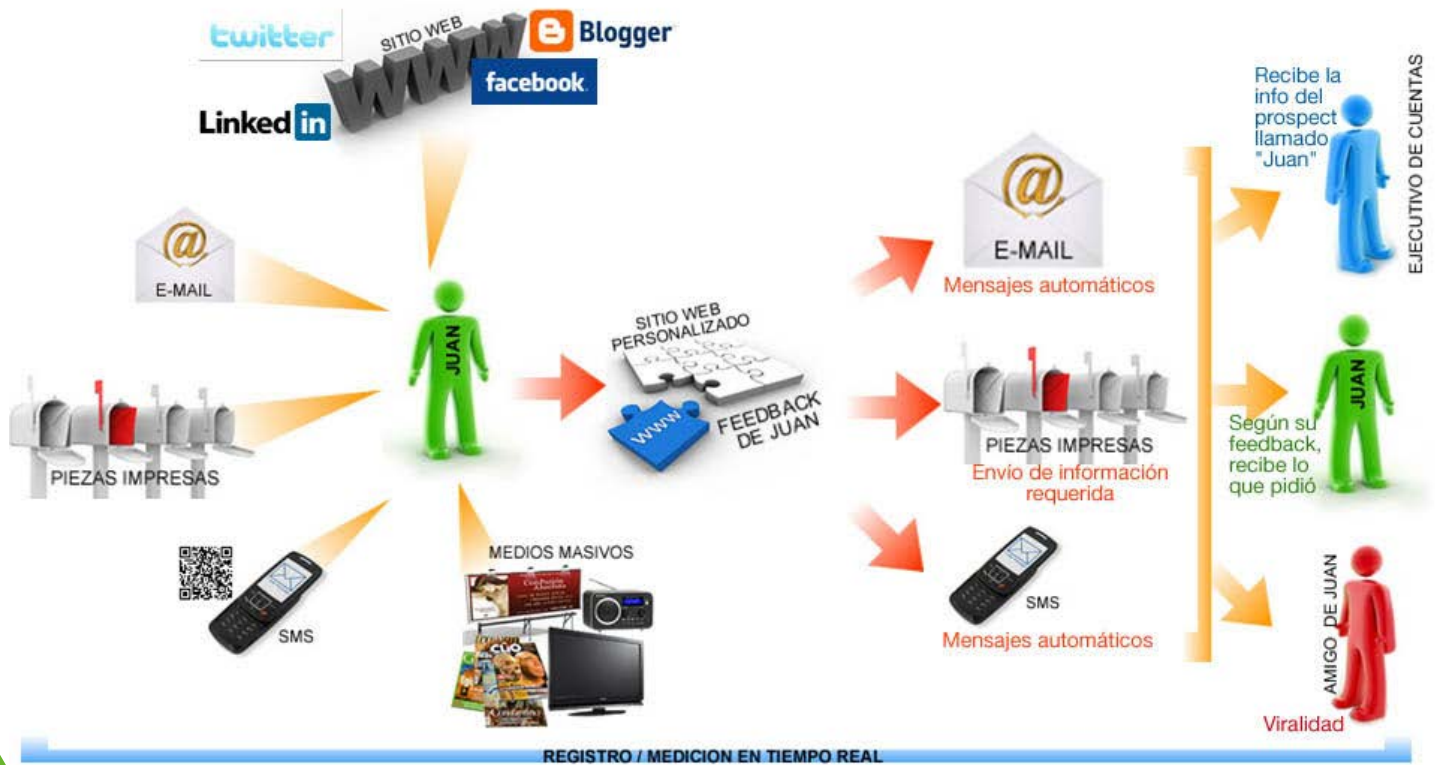 twitter
SITIO WEB
WWW
Blogger
facebook
Linked in
@
E-MAIL
PIEZAS IMPRESAS
SMS
JUAN
MEDIOS MASIVOS
SITIO WEB
PERSONALIZADO
www
FEEDBACK
DE JUAN
@
E-MAIL
Mensajes automáticos
PIEZAS IMPRESAS
Envío de información
requerida
SMS
Mensajes automáticos
Recibe la
info del
prospect
llamado
"Juan"
EJECUTIVO DE CUENTAS
JUAN
Según su
feedback,
recibe lo
que pidió
AMIGO DE JUAN
Viralidad
REGISTRO / MEDICION EN TIEMPO REAL